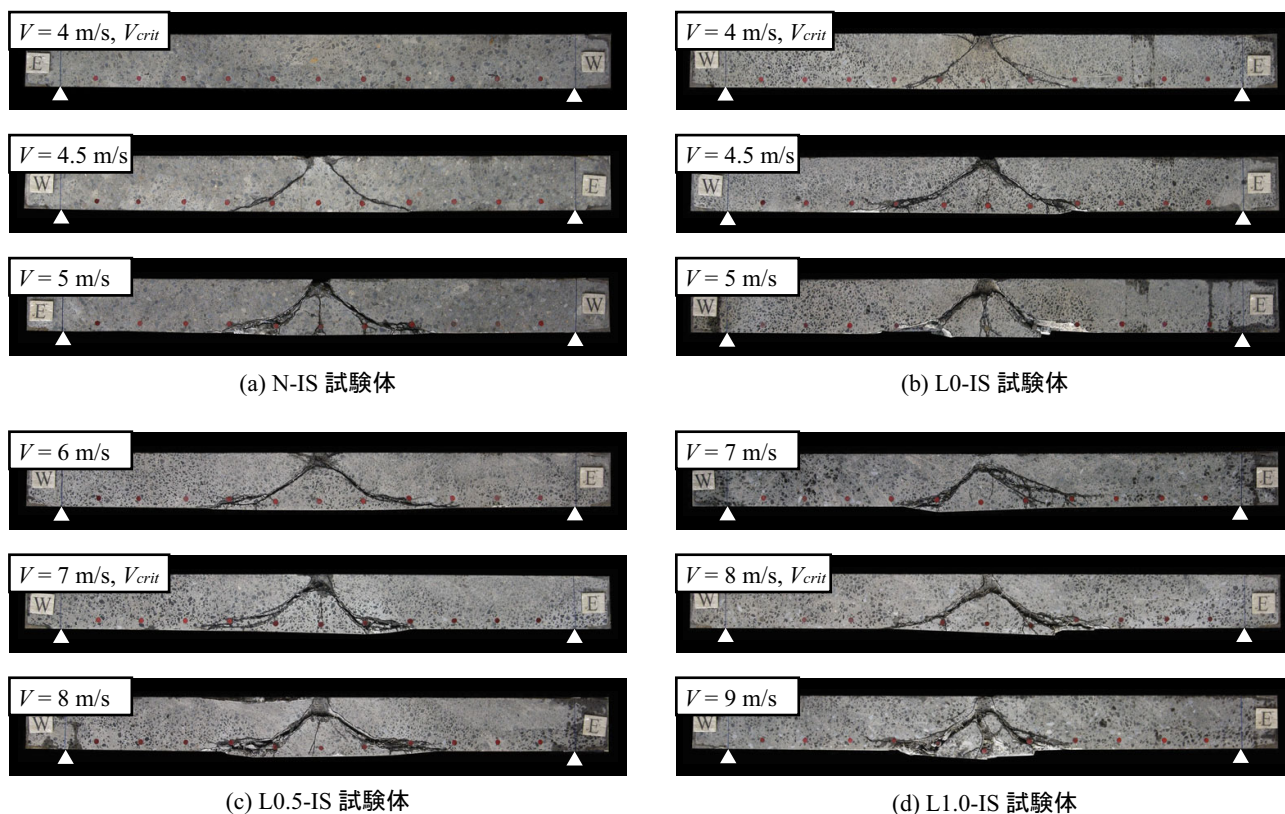 V = 4 m/s, Vcrit
E W
V = 4.5 m/s
W E
V = 5 m/s
E W
(a) N-IS 試験体
V = 4 m/s, Vcrit
W E
V = 4.5 m/s
W E
V = 5 m/s
W E
(b) L0-IS 試験体
V = 6 m/s
W E
V = 7 m/s, Vcrit
W E
V = 8 m/s
W E
(c) L0.5-IS 試験体
V = 7 m/s
W E
V = 8 m/s, Vcrit
W E
V = 9 m/s
W E
(d) L1.0-IS 試験体